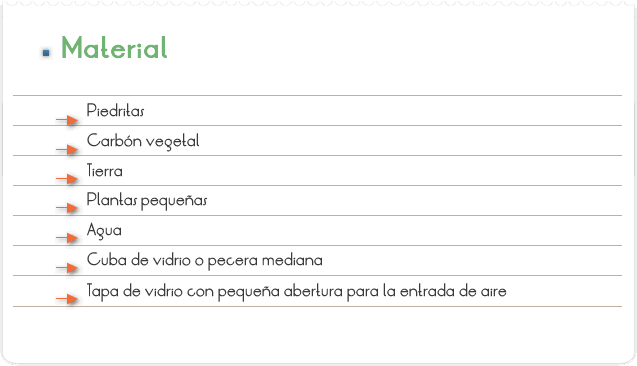 Material
Piedritas
Carbón vegetal
Tierra
Plantas pequeñas
Agua
Cuba de vidrio o pecera mediana
Tapa de vidrio con pequeña abertura para la entrada de aire